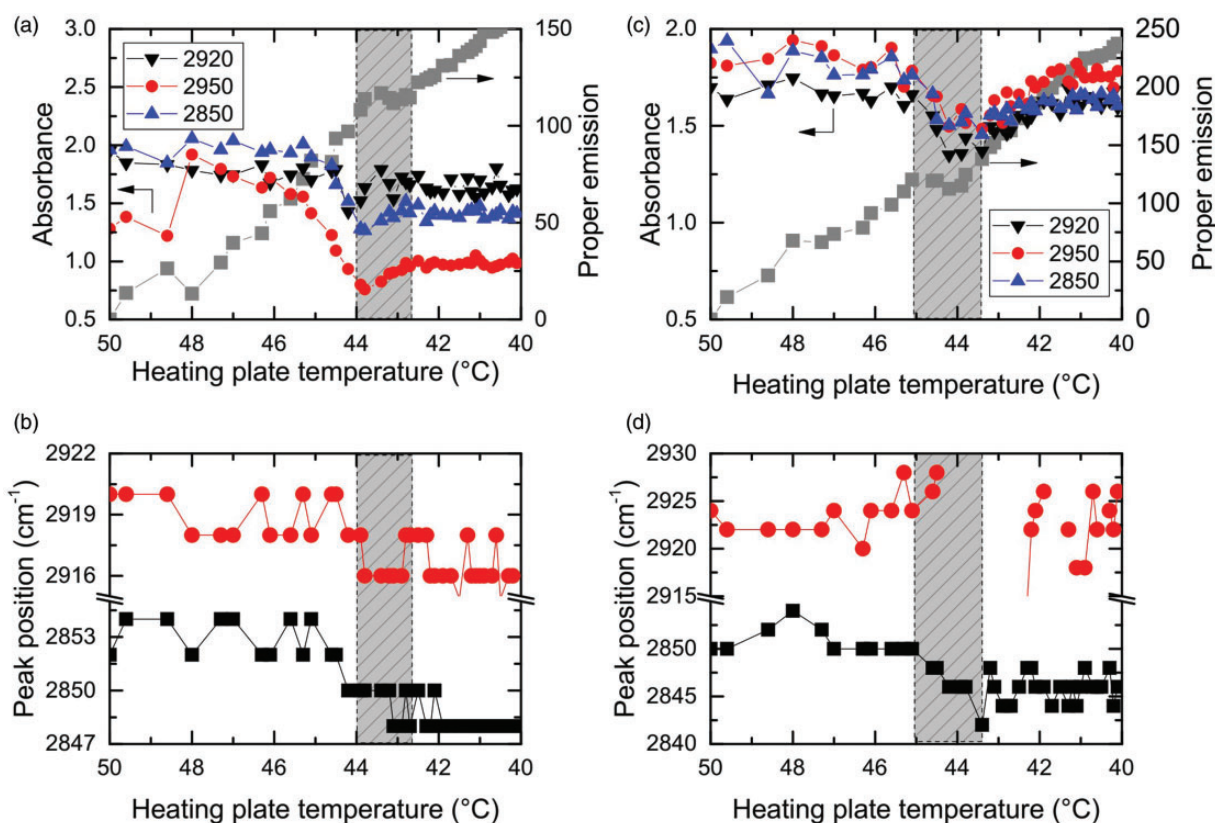 (a)
Absorbance
3.0
2.5
2.0
1.5
1.0
0.5
2920
2950
2850
150
100
50
0
Proper emission
50 48 46 44 42 40
Heating plate temperature (°C)
(c)
Absorbance
2.0
1.5
1.0
0.5
250
200
150
100
50
0
Proper emission
2920
2950
2850
50 48 46 44 42 40
Heating plate temperature (°C)
(b)
Peak position (cm⁻¹)
2922
2919
2916
2853
2850
2847
50 48 46 44 42 40
Heating plate temperature (°C)
(d)
Peak position (cm⁻¹)
2930
2925
2920
2915
2850
2845
2840
50 48 46 44 42 40
Heating plate temperature (°C)